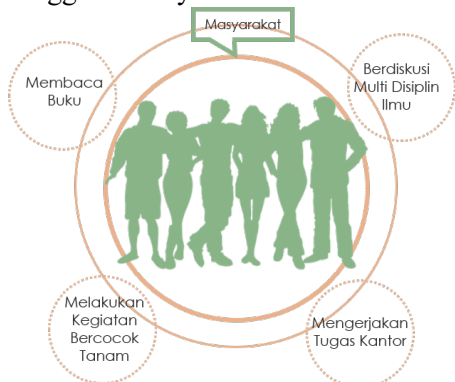 Masyarakat
Membaca
Buku
Berdiskusi
Multi Disiplin
Ilmu
Melakukan
Kegiatan
Bercocok
Tanam
Mengerjakan
Tugas Kantor